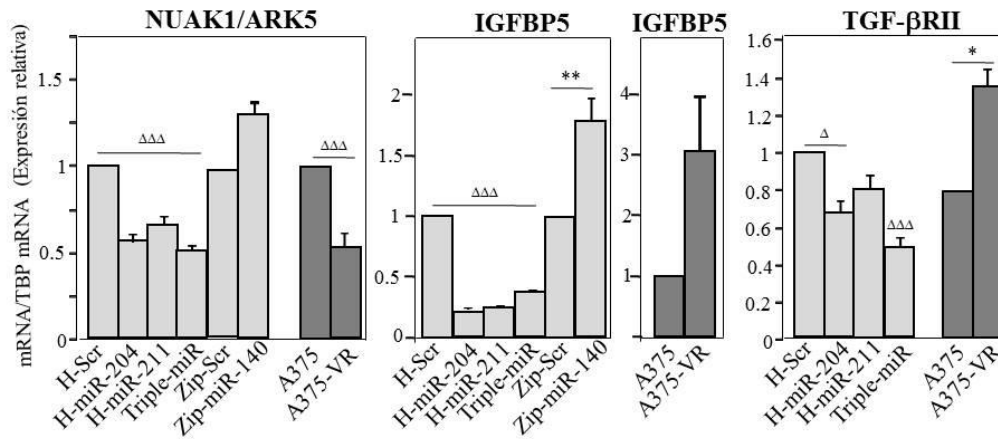 NUAK1/ARK5
IGFBP5
IGFBP5
TGF-βRII
mRNA/TBP mRNA (Expresión relativa)
1.5
1
0.5
0
ΔΔΔ
ΔΔΔ
H-Scr
H-miR-204
H-miR-211
Triple-miR
Zip-Scr
Zip-miR-140
A375
A375-VR
2
1.5
1
0.5
0
ΔΔΔ
**
H-Scr
H-miR-204
H-miR-211
Triple-miR
Zip-Scr
Zip-miR-140
4
3
2
1
A375
A375-VR
1.6
1.4
1.2
1
0.8
0.6
0.4
0.2
0
Δ
ΔΔΔ
*
H-Scr
H-miR-204
H-miR-211
Triple-miR
A375
A375-VR